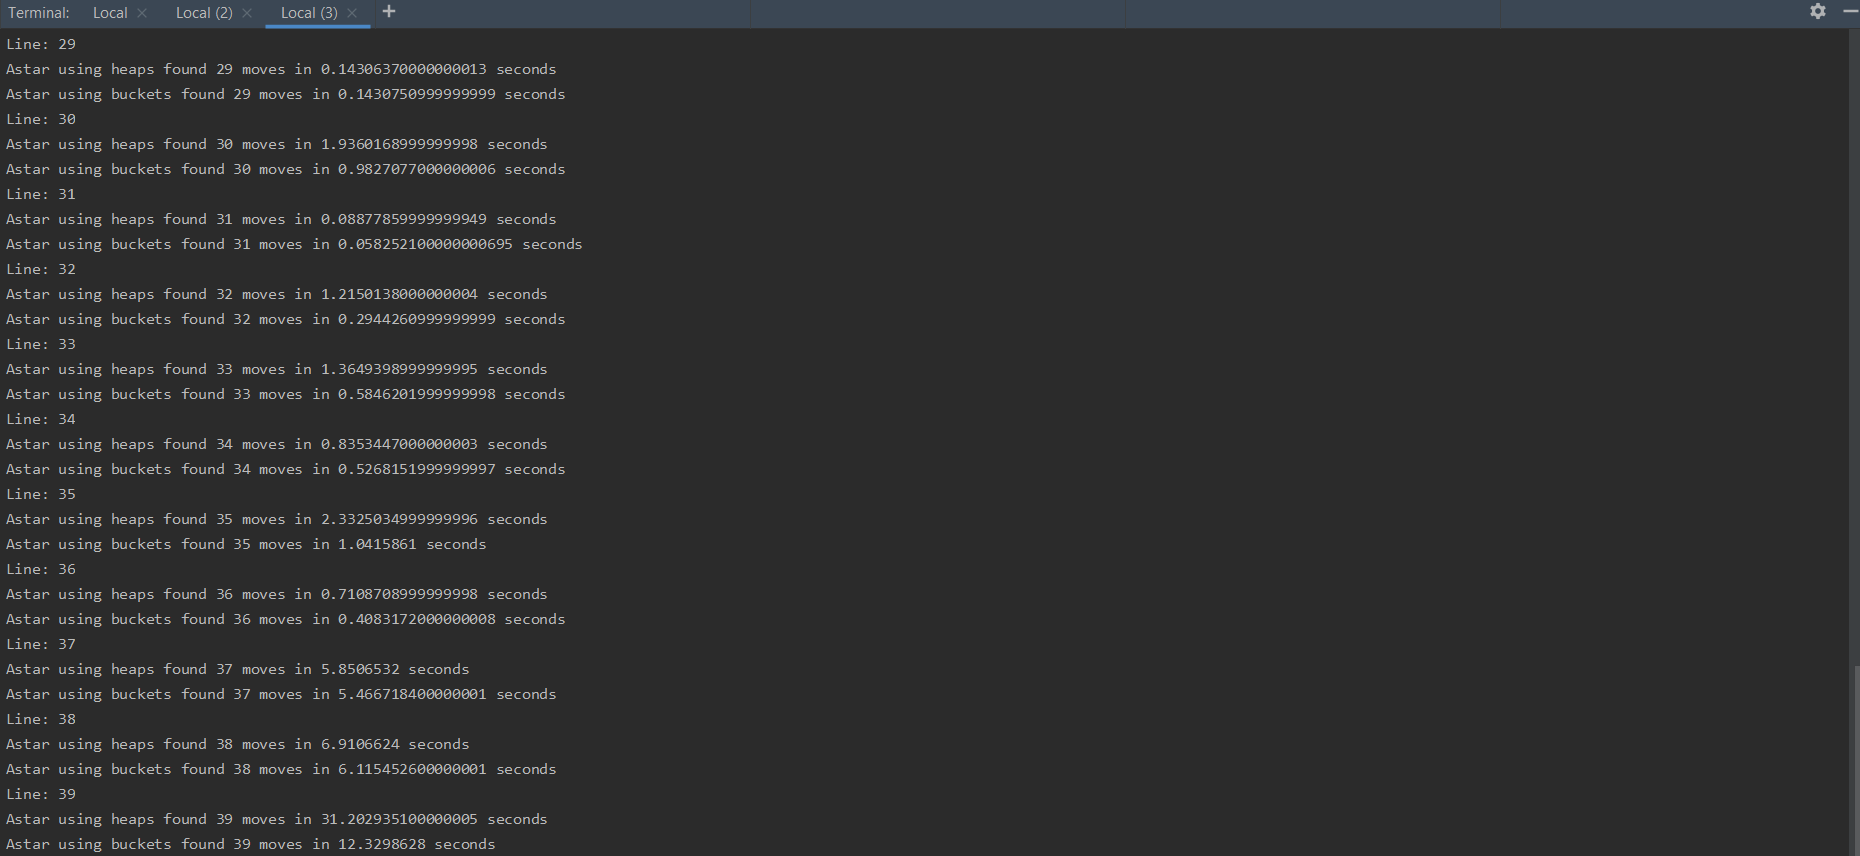 Terminal: Local × Local (2) × Local (3) × +
Line: 29
Astar using heaps found 29 moves in 0.14306370000000013 seconds
Astar using buckets found 29 moves in 0.1430750999999999 seconds
Line: 30
Astar using heaps found 30 moves in 1.9360168999999998 seconds
Astar using buckets found 30 moves in 0.9827077000000006 seconds
Line: 31
Astar using heaps found 31 moves in 0.08877859999999949 seconds
Astar using buckets found 31 moves in 0.058252100000000695 seconds
Line: 32
Astar using heaps found 32 moves in 1.2150138000000004 seconds
Astar using buckets found 32 moves in 0.2944260999999999 seconds
Line: 33
Astar using heaps found 33 moves in 1.3649398999999995 seconds
Astar using buckets found 33 moves in 0.5846201999999998 seconds
Line: 34
Astar using heaps found 34 moves in 0.8353447000000003 seconds
Astar using buckets found 34 moves in 0.5268151999999997 seconds
Line: 35
Astar using heaps found 35 moves in 2.3325034999999996 seconds
Astar using buckets found 35 moves in 1.0415861 seconds
Line: 36
Astar using heaps found 36 moves in 0.7108708999999998 seconds
Astar using buckets found 36 moves in 0.4083172000000008 seconds
Line: 37
Astar using heaps found 37 moves in 5.8506532 seconds
Astar using buckets found 37 moves in 5.466718400000001 seconds
Line: 38
Astar using heaps found 38 moves in 6.9106624 seconds
Astar using buckets found 38 moves in 6.115452600000001 seconds
Line: 39
Astar using heaps found 39 moves in 31.202935100000005 seconds
Astar using buckets found 39 moves in 12.3298628 seconds